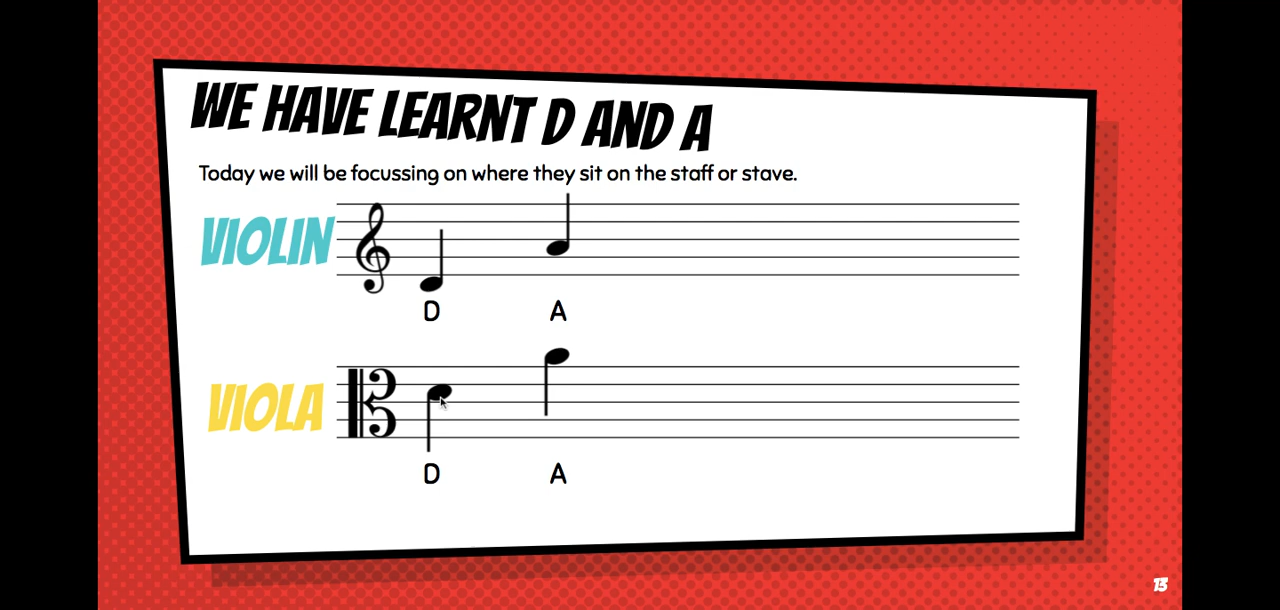 WE HAVE LEARNT D AND A
Today we will be focussing on where they sit on the staff or stave.
VIOLIN
D A
VIOLA
D A
13